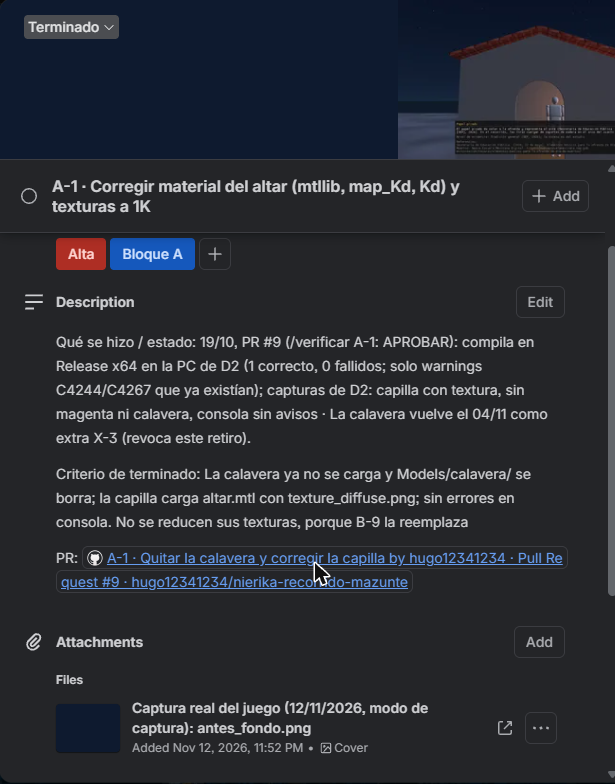 Terminado
A-1 · Corregir material del altar (mtllib, map_Kd, Kd) y
texturas a 1K
+ Add
Alta
Bloque A
+
Description
Edit
Qué se hizo / estado: 19/10, PR #9 (/verificar A-1: APROBAR): compila en
Release x64 en la PC de D2 (1 correcto, 0 fallidos; solo warnings
C4244/C4267 que ya existían); capturas de D2: capilla con textura, sin
magenta ni calavera, consola sin avisos · La calavera vuelve el 04/11 como
extra X-3 (revoca este retiro).
Criterio de terminado: La calavera ya no se carga y Models/calavera/ se
borra; la capilla carga altar.mtl con texture_diffuse.png; sin errores en
consola. No se reducen sus texturas, porque B-9 la reemplaza
PR: A-1 · Quitar la calavera y corregir la capilla by hugo12341234 · Pull Re
quest #9 · hugo12341234/nierika-recorrido-mazunte
Attachments
Add
Files
Captura real del juego (12/11/2026, modo de
captura): antes_fondo.png
Added Nov 12, 2026, 11:52 PM • Cover